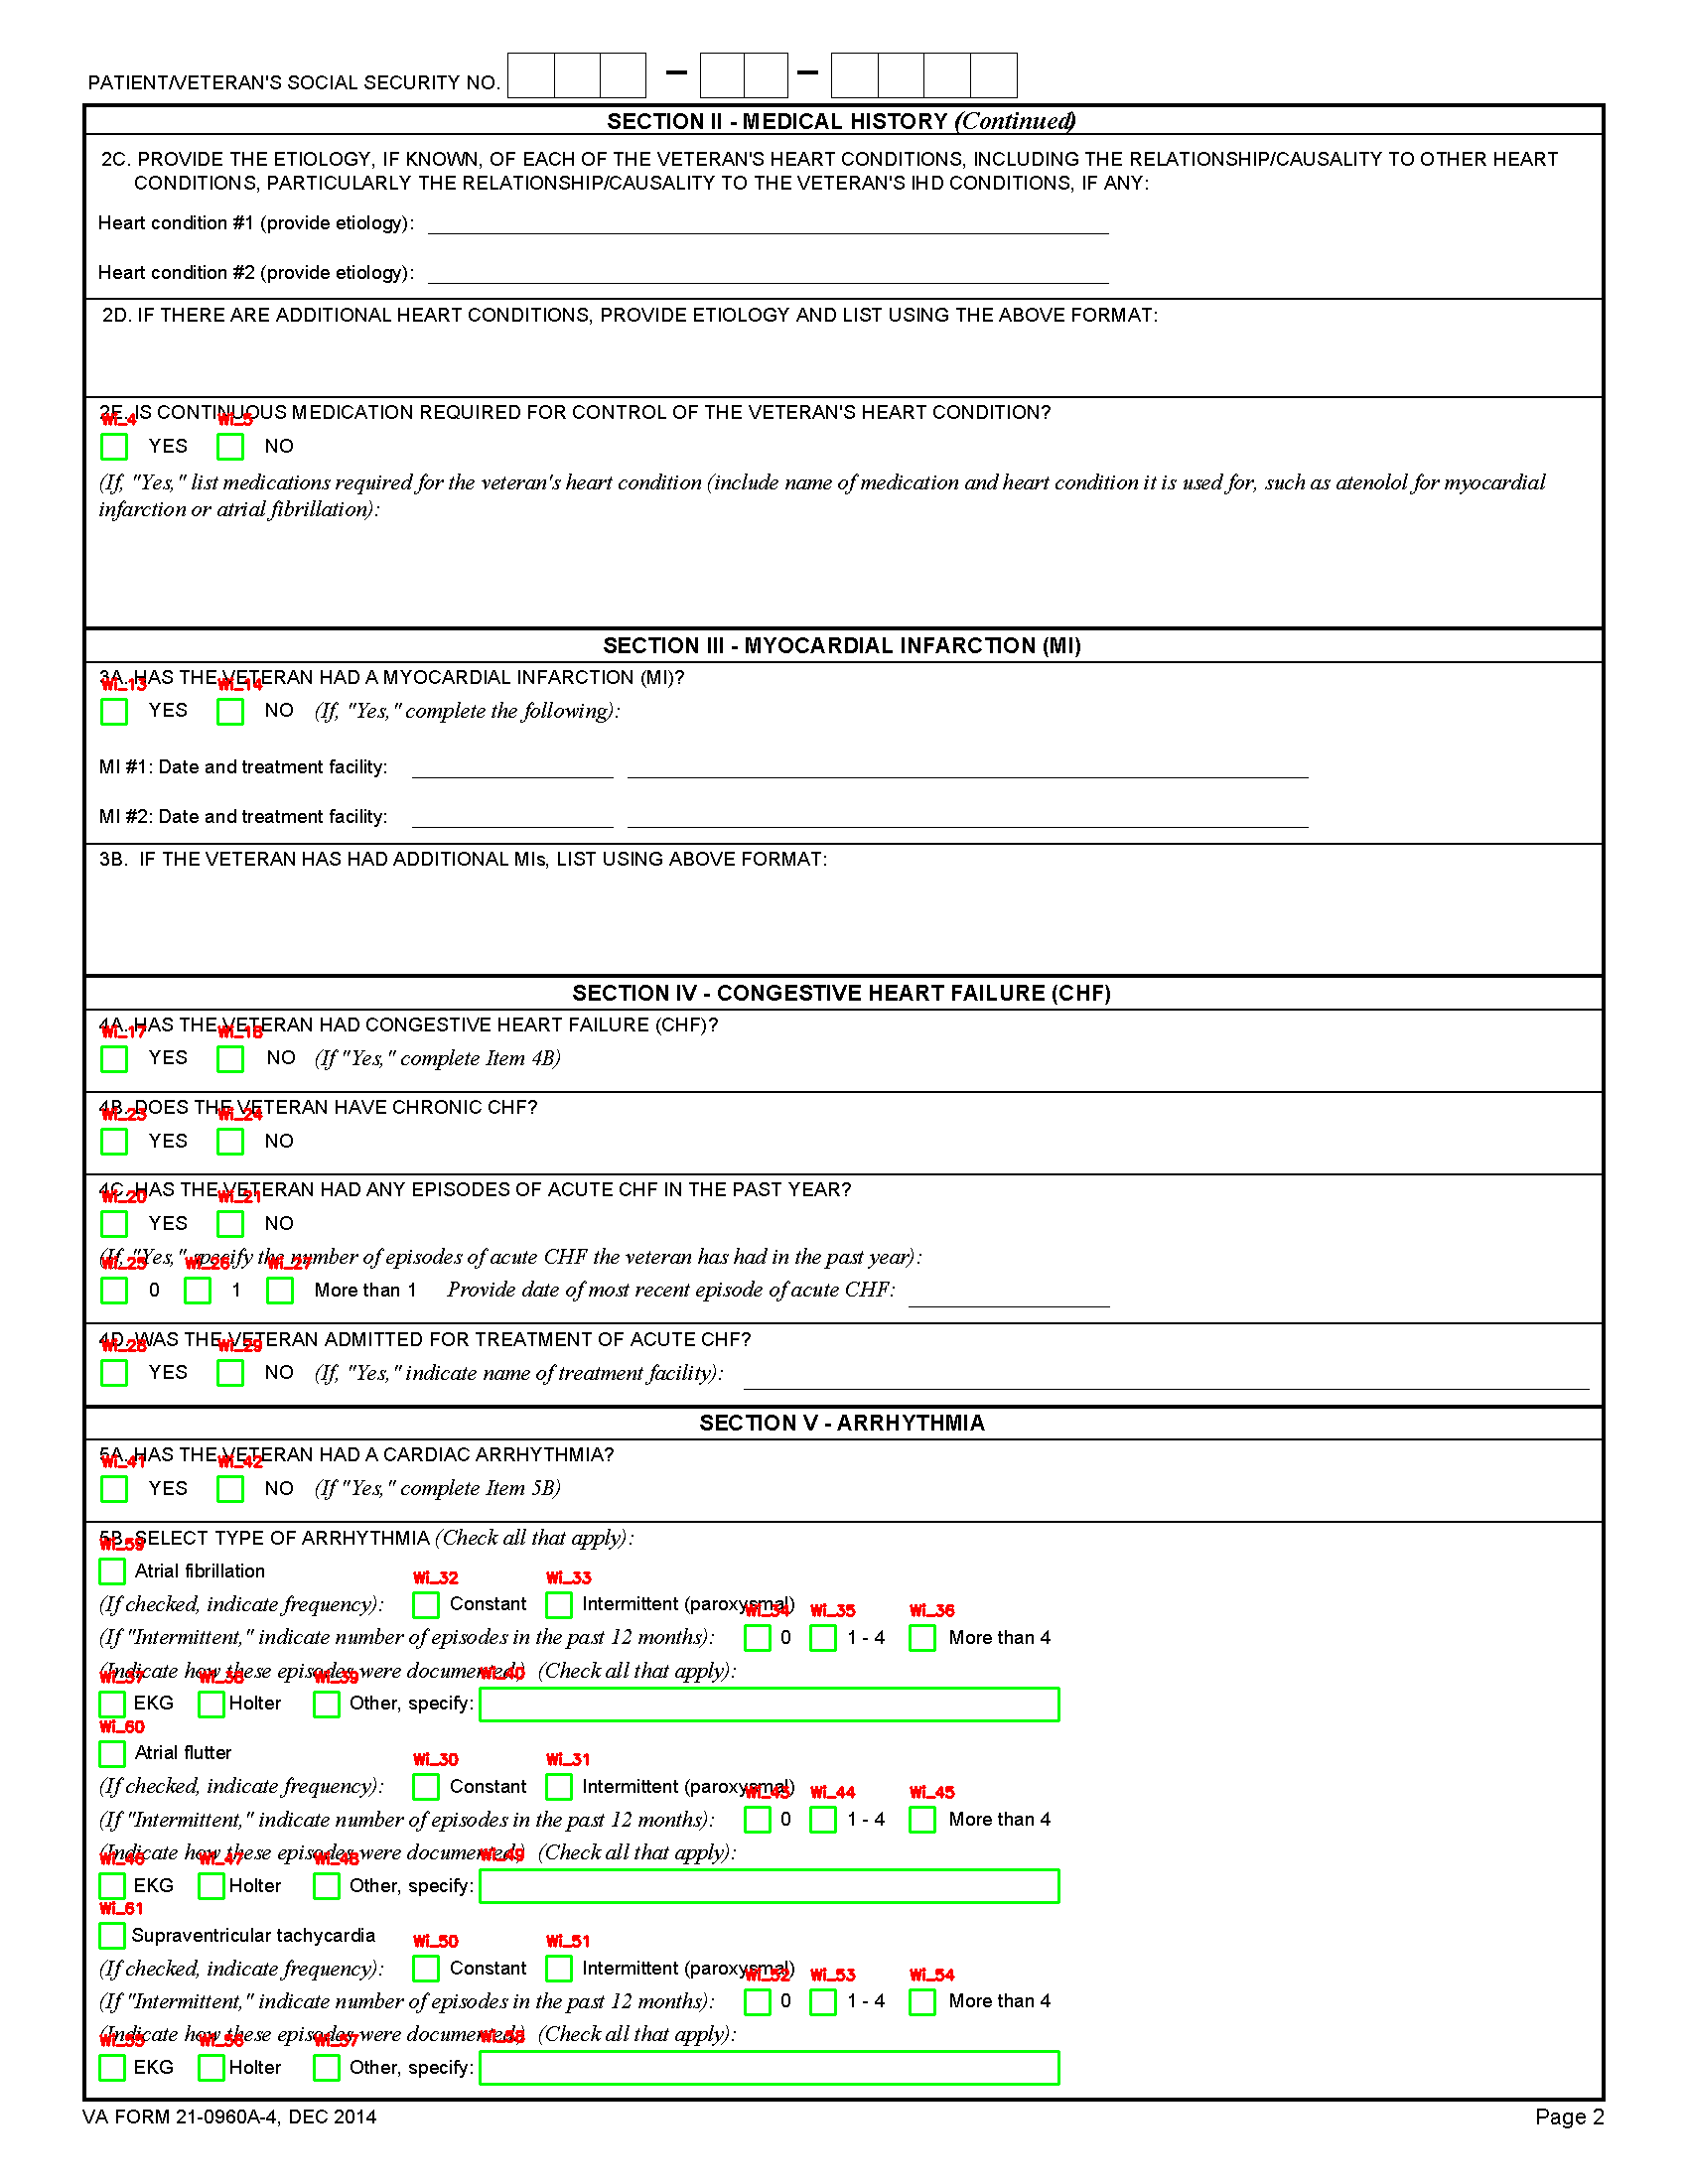 PATIENT/VETERAN'S SOCIAL SECURITY NO.
SECTION II - MEDICAL HISTORY (Continued)
2C. PROVIDE THE ETIOLOGY, IF KNOWN, OF EACH OF THE VETERAN'S HEART CONDITIONS, INCLUDING THE RELATIONSHIP/CAUSALITY TO OTHER HEART
CONDITIONS, PARTICULARLY THE RELATIONSHIP/CAUSALITY TO THE VETERAN'S IHD CONDITIONS, IF ANY:
Heart condition #1 (provide etiology):
Heart condition #2 (provide etiology):
2D. IF THERE ARE ADDITIONAL HEART CONDITIONS, PROVIDE ETIOLOGY AND LIST USING THE ABOVE FORMAT:
2E. IS CONTINUOUS MEDICATION REQUIRED FOR CONTROL OF THE VETERAN'S HEART CONDITION?
Wi_4 Wi_5
YES NO
(If, "Yes," list medications required for the veteran's heart condition (include name of medication and heart condition it is used for, such as atenolol for myocardial
infarction or atrial fibrillation):
SECTION III - MYOCARDIAL INFARCTION (MI)
3A. HAS THE VETERAN HAD A MYOCARDIAL INFARCTION (MI)?
Wi_13 Wi_14
YES NO (If, "Yes," complete the following):
MI #1: Date and treatment facility:
MI #2: Date and treatment facility:
3B. IF THE VETERAN HAS HAD ADDITIONAL MIs, LIST USING ABOVE FORMAT:
SECTION IV - CONGESTIVE HEART FAILURE (CHF)
4A. HAS THE VETERAN HAD CONGESTIVE HEART FAILURE (CHF)?
Wi_17 Wi_18
YES NO (If "Yes," complete Item 4B)
4B. DOES THE VETERAN HAVE CHRONIC CHF?
Wi_23 Wi_24
YES NO
4C. HAS THE VETERAN HAD ANY EPISODES OF ACUTE CHF IN THE PAST YEAR?
Wi_20 Wi_21
YES NO
(If, "Yes," specify the number of episodes of acute CHF the veteran has had in the past year):
Wi_25 Wi_26 Wi_27
0 1 More than 1 Provide date of most recent episode of acute CHF:
4D. WAS THE VETERAN ADMITTED FOR TREATMENT OF ACUTE CHF?
Wi_28 Wi_29
YES NO (If, "Yes," indicate name of treatment facility):
SECTION V - ARRHYTHMIA
5A. HAS THE VETERAN HAD A CARDIAC ARRHYTHMIA?
Wi_41 Wi_42
YES NO (If "Yes," complete Item 5B)
5B. SELECT TYPE OF ARRHYTHMIA (Check all that apply):
Wi_59
Atrial fibrillation
Wi_32 Wi_33
(If checked, indicate frequency): Constant Intermittent (paroxysmal)
Wi_34 Wi_35 Wi_36
(If "Intermittent," indicate number of episodes in the past 12 months): 0 1 - 4 More than 4
(Indicate how these episodes were documented) (Check all that apply):
Wi_37 Wi_38 Wi_39 Wi_40
EKG Holter Other, specify:
Wi_60
Atrial flutter
Wi_30 Wi_31
(If checked, indicate frequency): Constant Intermittent (paroxysmal)
Wi_43 Wi_44 Wi_45
(If "Intermittent," indicate number of episodes in the past 12 months): 0 1 - 4 More than 4
(Indicate how these episodes were documented) (Check all that apply):
Wi_46 Wi_47 Wi_48 Wi_49
EKG Holter Other, specify:
Wi_61
Supraventricular tachycardia
Wi_50 Wi_51
(If checked, indicate frequency): Constant Intermittent (paroxysmal)
Wi_52 Wi_53 Wi_54
(If "Intermittent," indicate number of episodes in the past 12 months): 0 1 - 4 More than 4
(Indicate how these episodes were documented) (Check all that apply):
Wi_55 Wi_56 Wi_57 Wi_58
EKG Holter Other, specify:
VA FORM 21-0960A-4, DEC 2014 Page 2